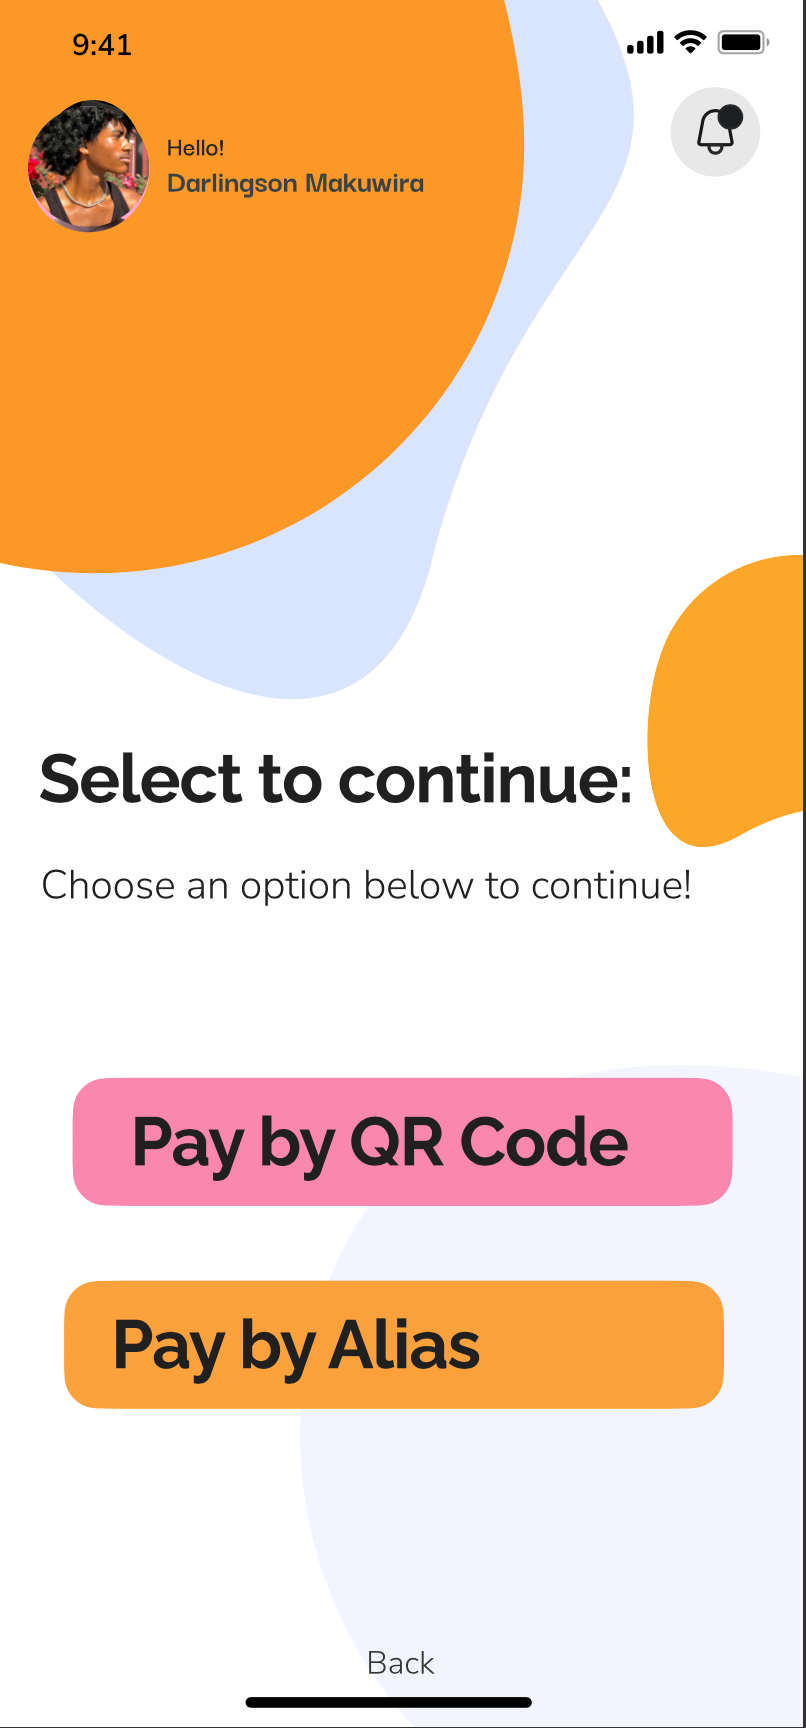 9:41
Hello!
Darlingson Makuwira
Select to continue:
Choose an option below to continue!
Pay by QR Code
Pay by Alias
Back